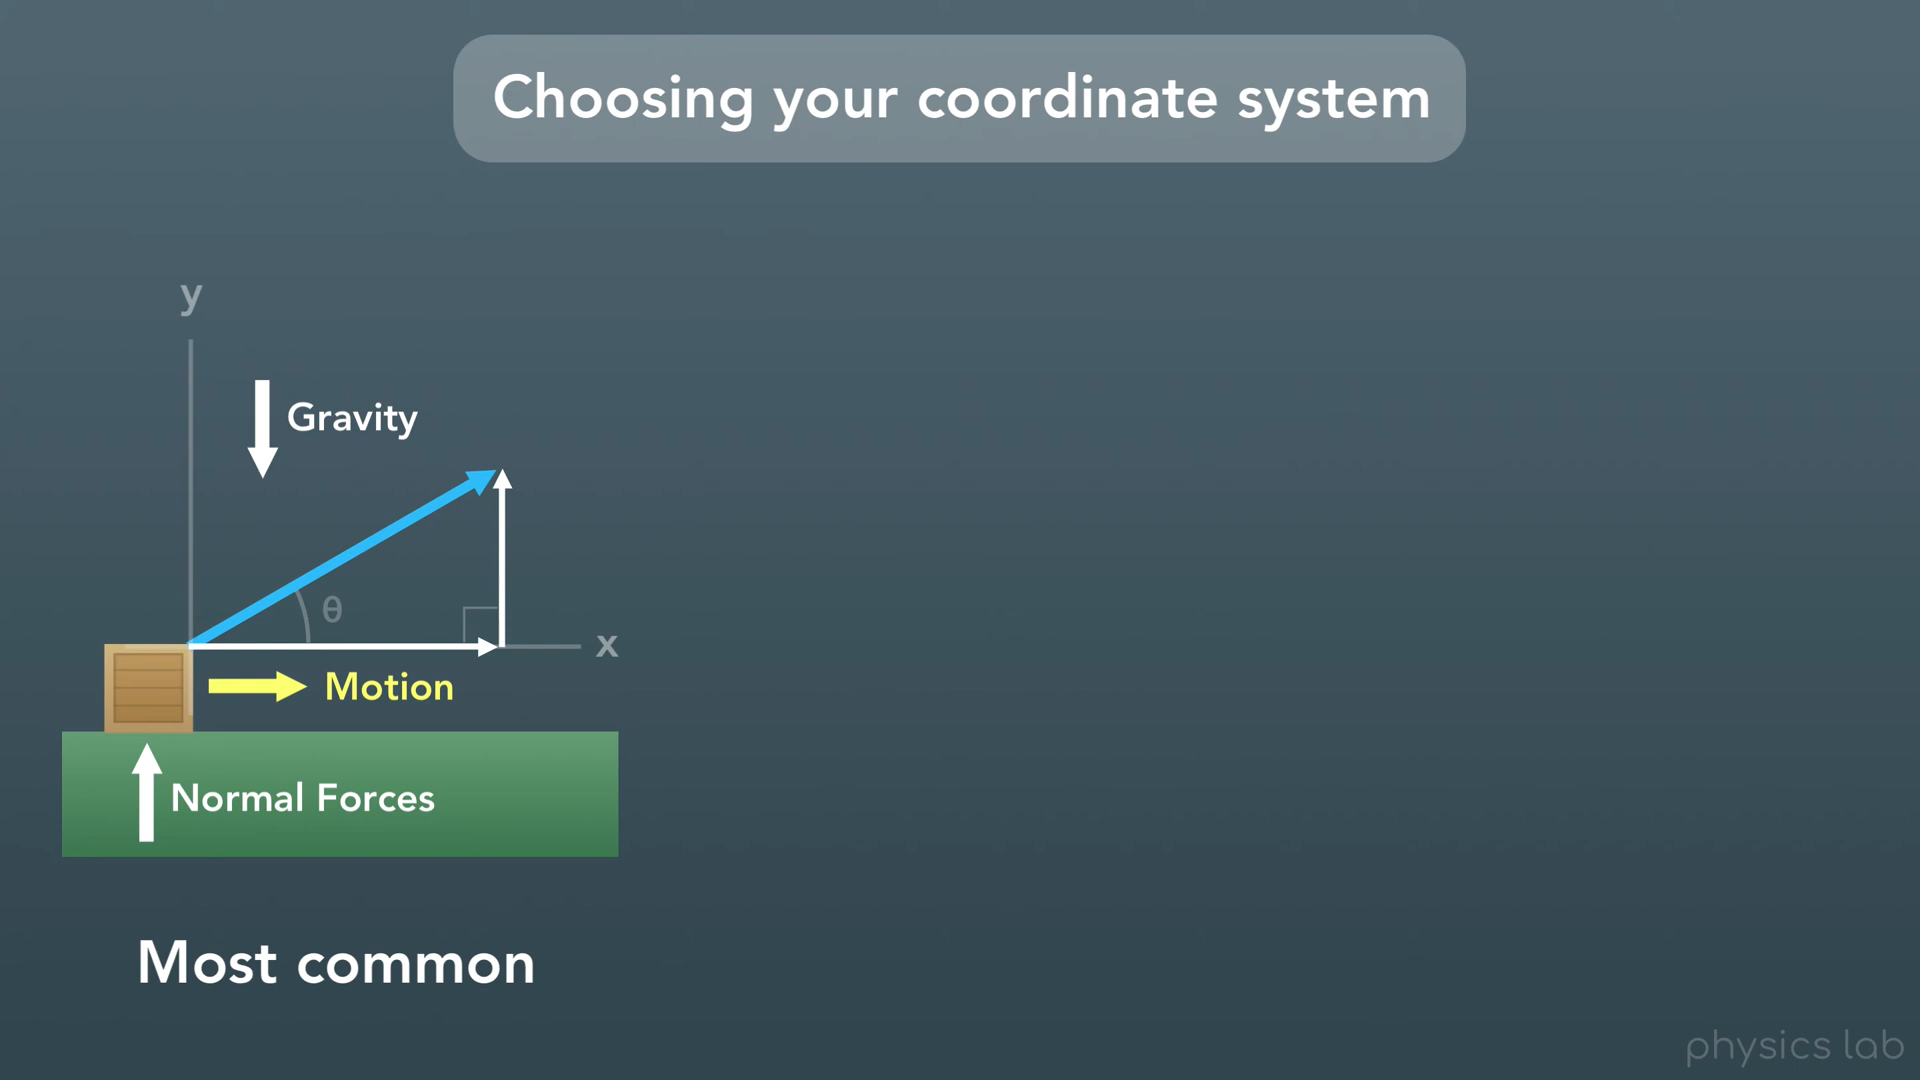 Choosing your coordinate system
y
Gravity
θ
x
Motion
Normal Forces
Most common
physics lab